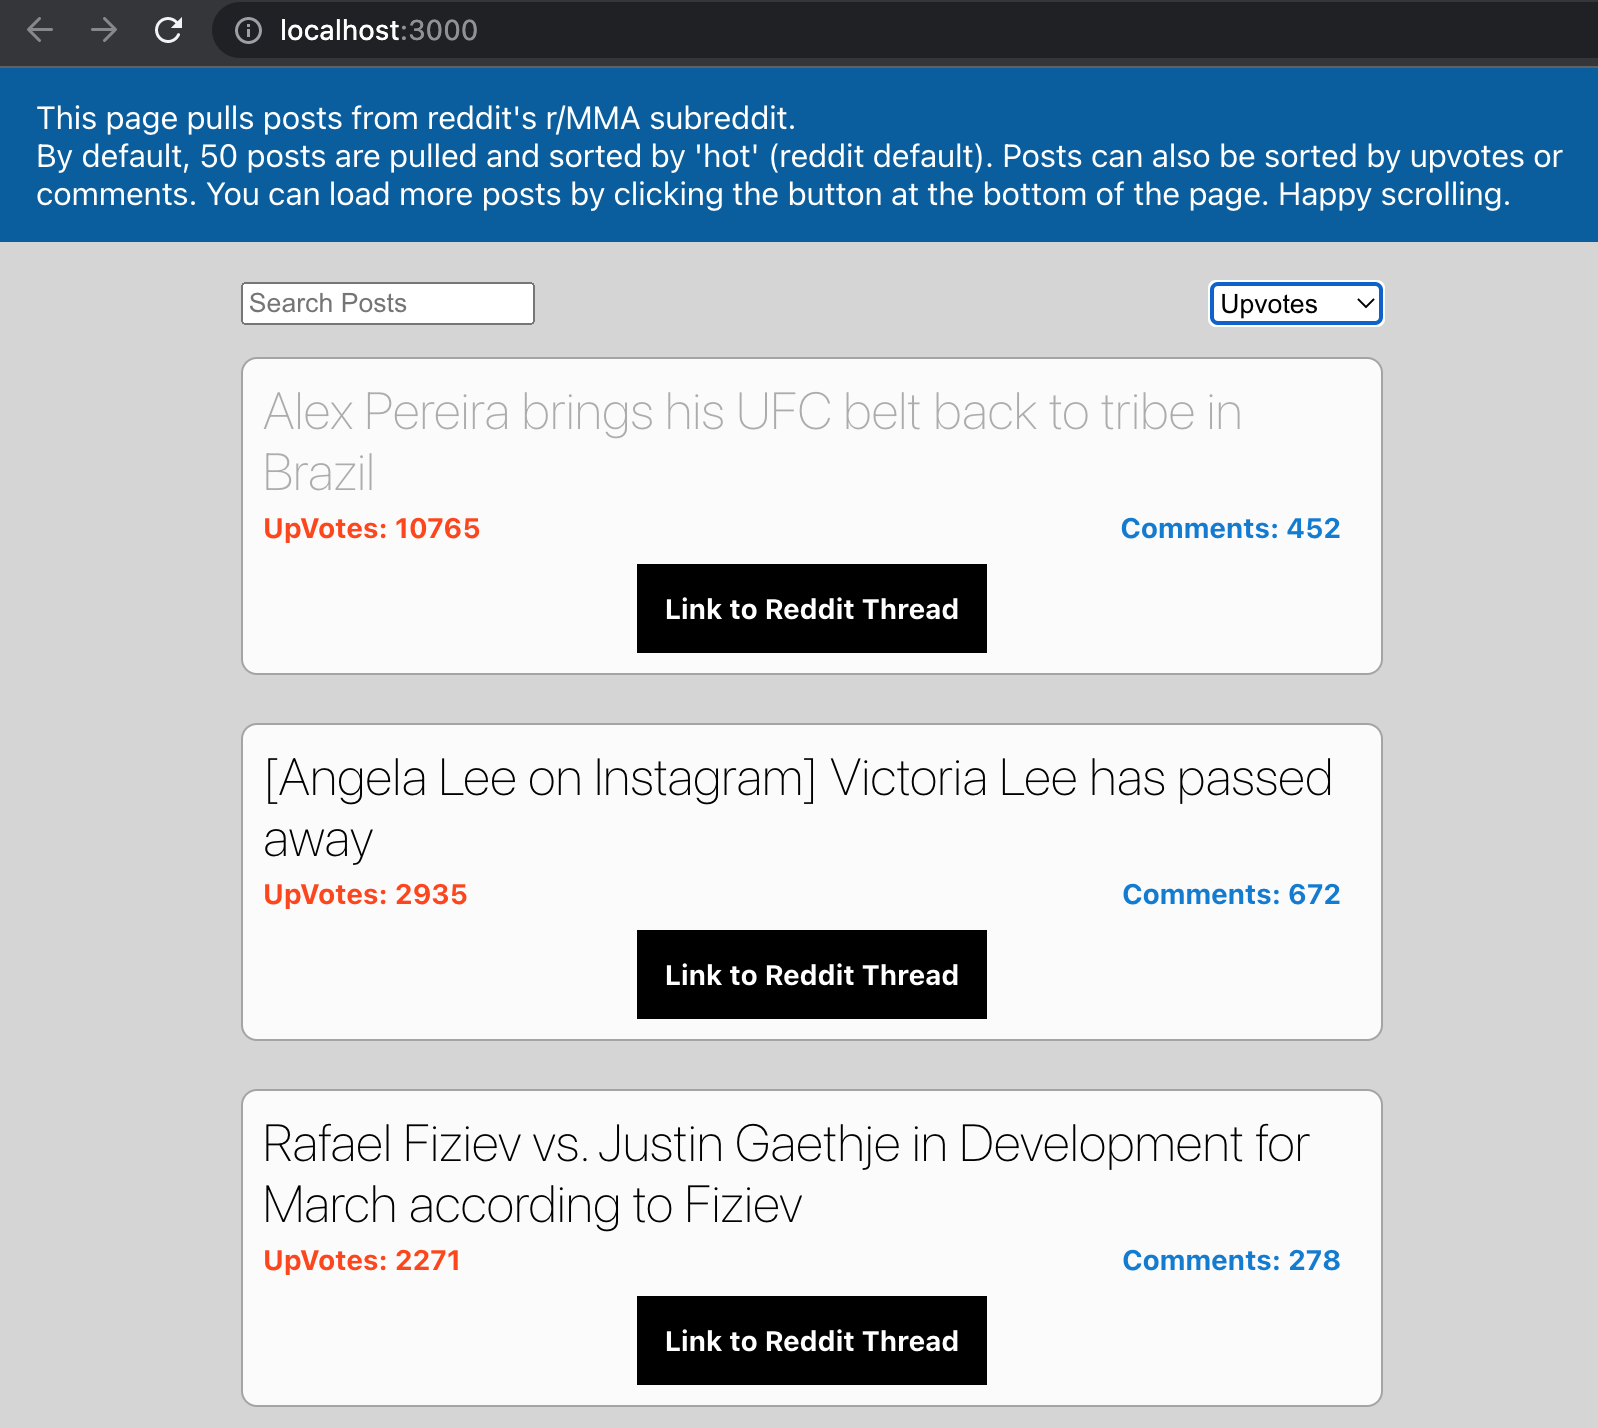 localhost:3000
This page pulls posts from reddit's r/MMA subreddit.
By default, 50 posts are pulled and sorted by 'hot' (reddit default). Posts can also be sorted by upvotes or
comments. You can load more posts by clicking the button at the bottom of the page. Happy scrolling.
Search Posts
Upvotes
Alex Pereira brings his UFC belt back to tribe in
Brazil
UpVotes: 10765
Comments: 452
Link to Reddit Thread
[Angela Lee on Instagram] Victoria Lee has passed
away
UpVotes: 2935
Comments: 672
Link to Reddit Thread
Rafael Fiziev vs. Justin Gaethje in Development for
March according to Fiziev
UpVotes: 2271
Comments: 278
Link to Reddit Thread